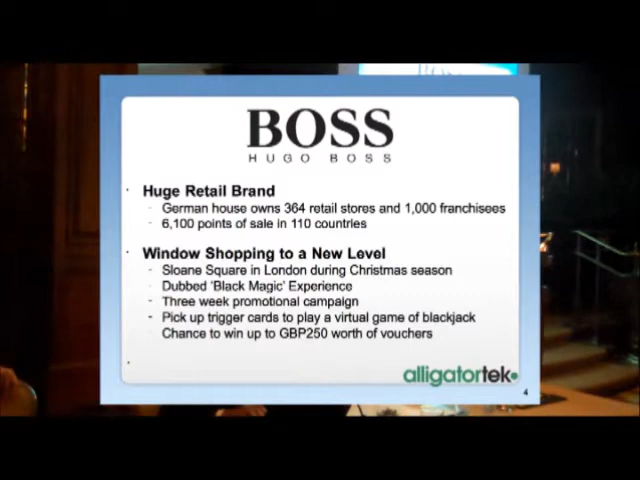 BOSS
HUGO BOSS
Huge Retail Brand
German house owns 364 retail stores and 1,000 franchisees
6,100 points of sale in 110 countries
Window Shopping to a New Level
- Sloane Square in London during Christmas season
- Dubbed 'Black Magic' Experience
- Three week promotional campaign
- Pick up trigger cards to play a virtual game of blackjack
- Chance to win up to GBP250 worth of vouchers
alligatortek
4